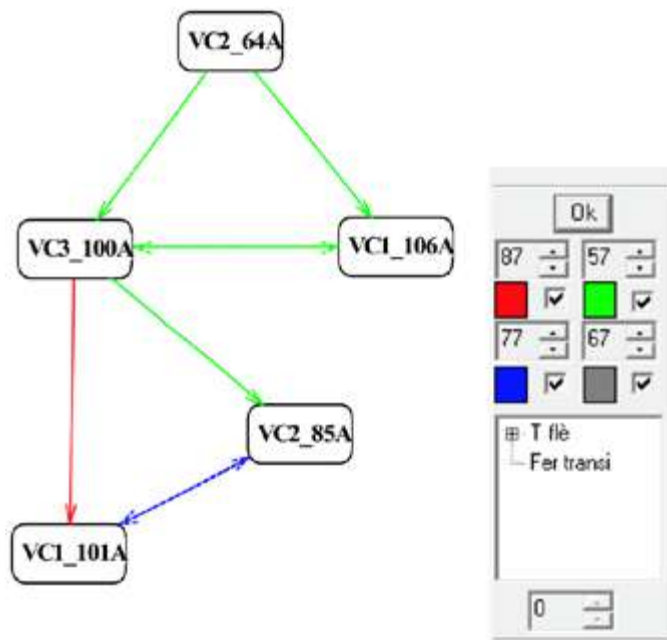 VC2_64A
VC3_100A
VC1_106A
VC2_85A
VC1_101A
Ok
87 57
77 67
T flè
Fer transi
0